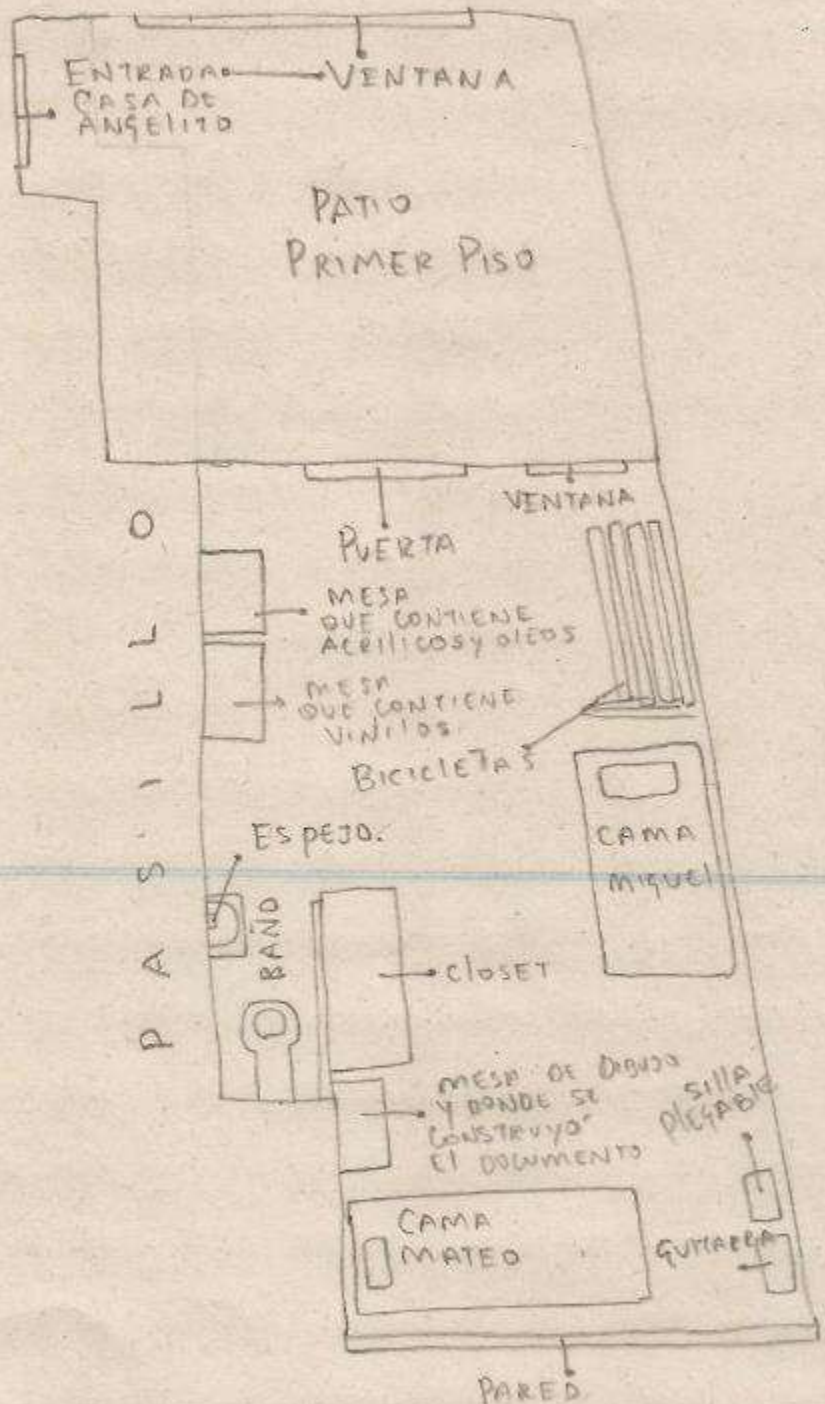 ENTRADA
CASA DE
ANGELITO
VENTANA
PATIO
PRIMER PISO
VENTANA
PUERTA
MESA
QUE CONTIENE
ACRILICOS Y OLEOS
MESA
QUE CONTIENE
VINILOS.
BICICLETAS
PASILLO
ESPEJO.
CAMA
MIGUEL
BAÑO
CLOSET
MESA DE DIBUJO
Y DONDE SE
CONSTRUYO
El DOCUMENTO
SILLA
PLEGABLE
CAMA
MATEO
GUITARRA
PARED